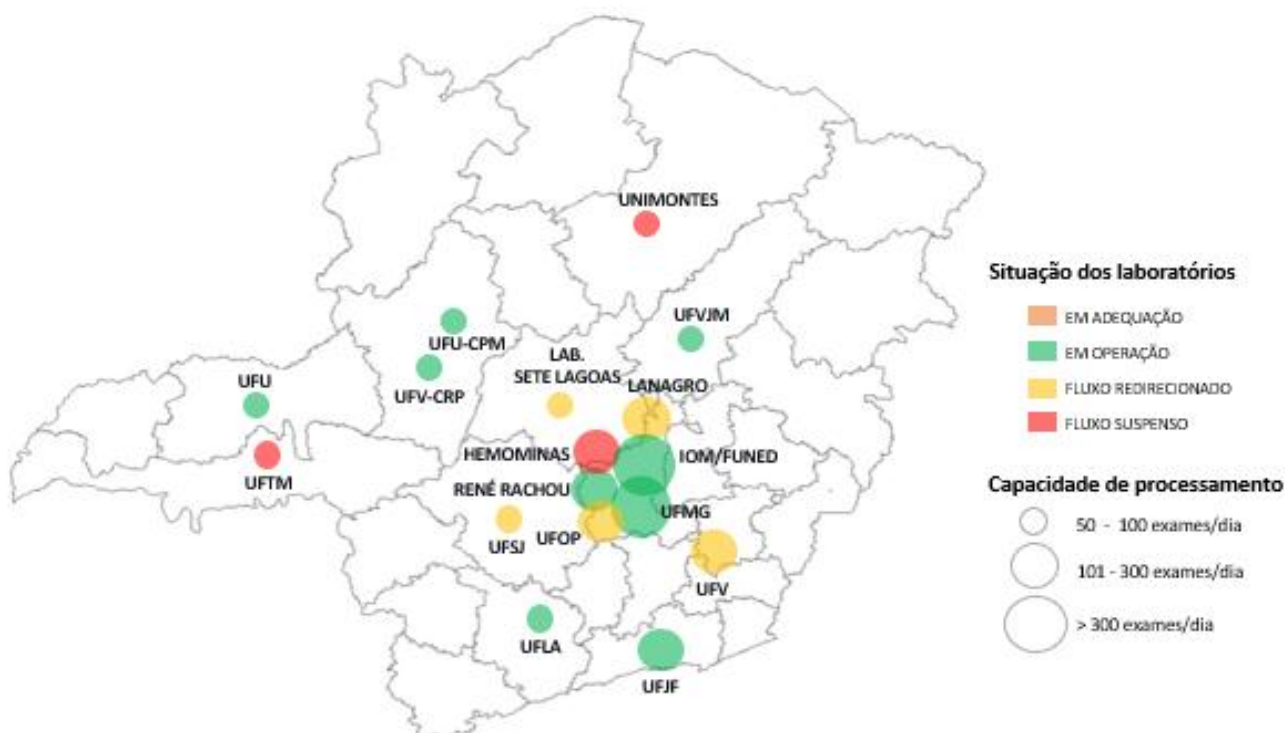 UNIMONTES
UFVJM
UFU-CPM
UFV-CRP
LAB.
SETE LAGOAS
LANAGRO
UFU
UFTM
HEMOMINAS
IOM/FUNED
RENÉ RACHOU
UFMG
UFSJ
UFOP
UFV
UFLA
UFJF
Situação dos laboratórios
EM ADEQUAÇÃO
EM OPERAÇÃO
FLUXO REDIRECIONADO
FLUXO SUSPENSO
Capacidade de processamento
50 - 100 exames/dia
101 - 300 exames/dia
> 300 exames/dia